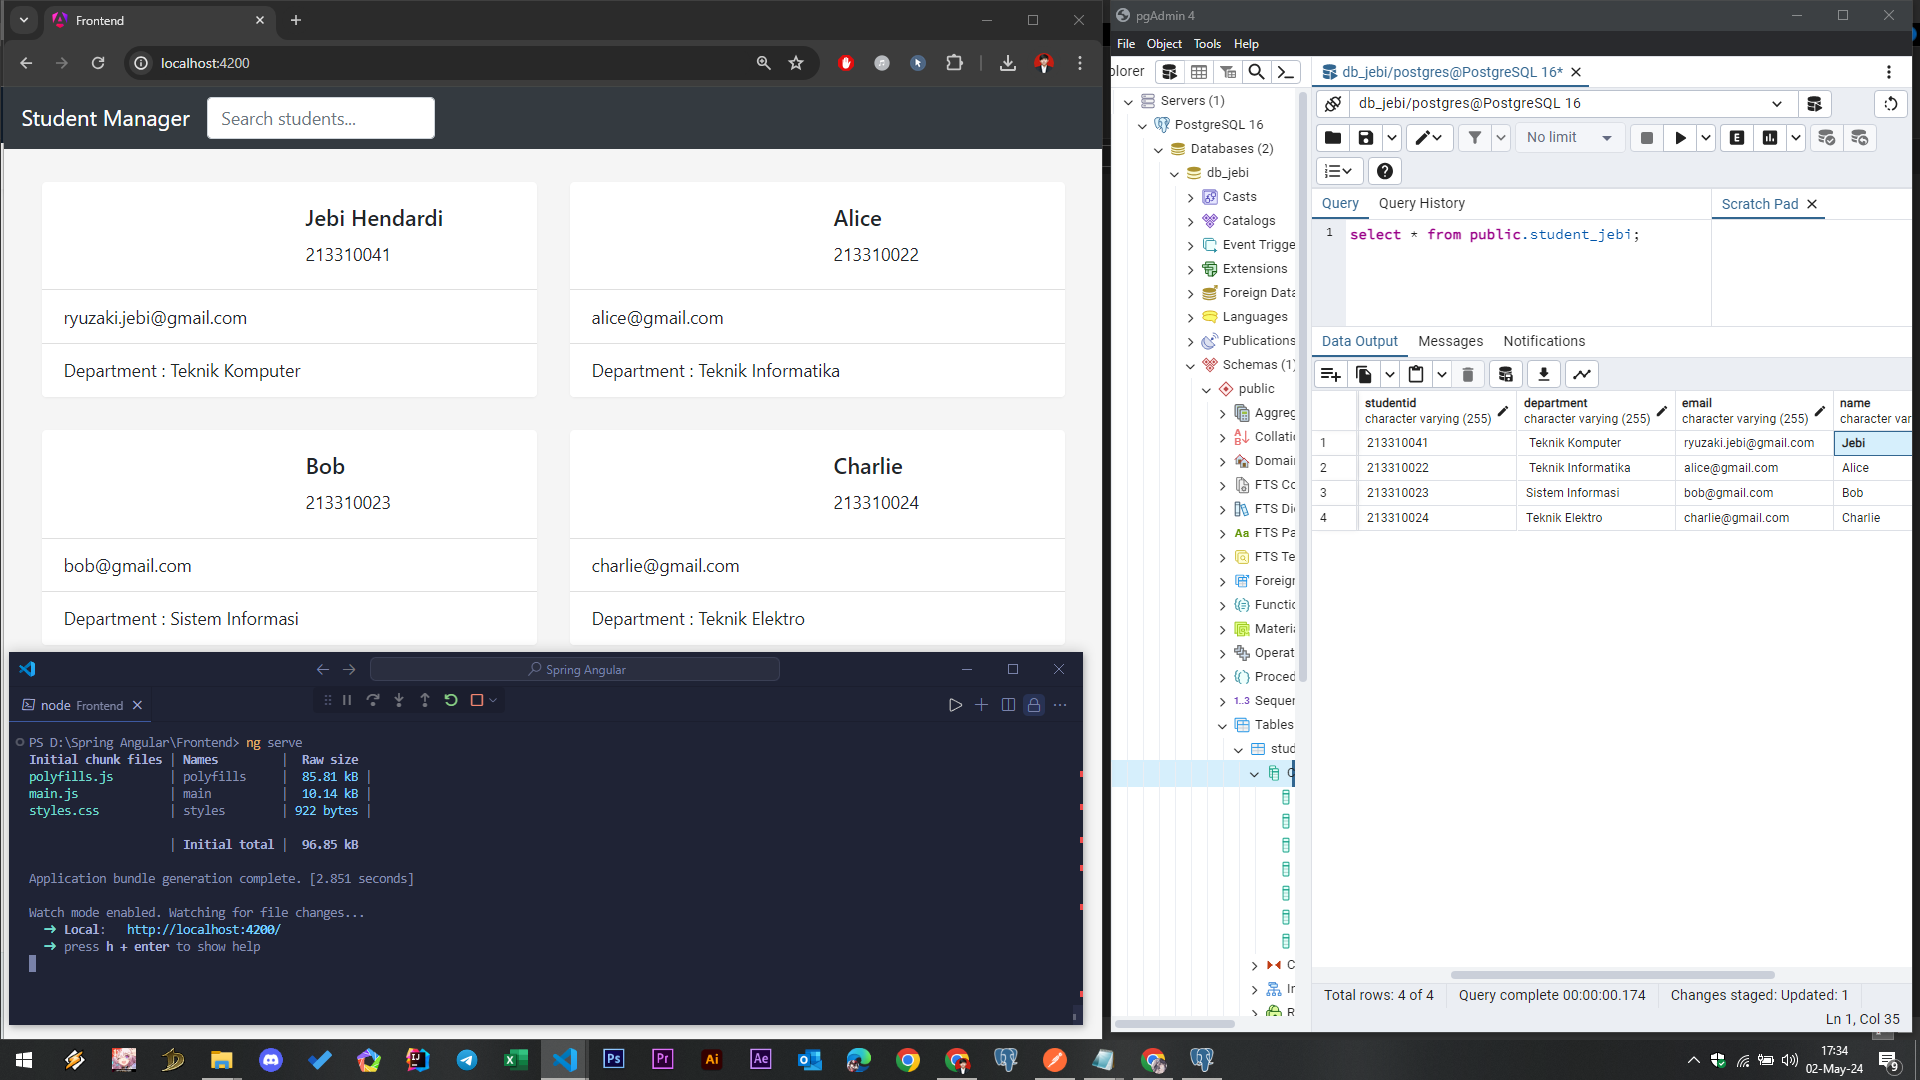 Frontend
localhost:4200
Student Manager
Search students...
Jebi Hendardi
213310041
ryuzaki.jebi@gmail.com
Department : Teknik Komputer
Alice
213310022
alice@gmail.com
Department : Teknik Informatika
Bob
213310023
bob@gmail.com
Department : Sistem Informasi
Charlie
213310024
charlie@gmail.com
Department : Teknik Elektro
Spring Angular
node Frontend
PS D:\Spring Angular\Frontend> ng serve
Initial chunk files | Names | Raw size
polyfills.js | polyfills | 85.81 kB |
main.js | main | 10.14 kB |
styles.css | styles | 922 bytes |
| Initial total | 96.85 kB
Application bundle generation complete. [2.851 seconds]
Watch mode enabled. Watching for file changes...
➜ Local: http://localhost:4200/
➜ press h + enter to show help
pgAdmin 4
File Object Tools Help
plorer
Servers (1)
PostgreSQL 16
Databases (2)
db_jebi
Casts
Catalogs
Event Trigge
Extensions
Foreign Data
Languages
Publications
Schemas (1)
public
Aggreg
Collatic
Domai
FTS Co
FTS Di
FTS Pa
FTS Te
Foreign
Functic
Materi
Operat
Proced
1..3 Sequer
Tables
stud
C
C
In
R
db_jebi/postgres@PostgreSQL 16*
db_jebi/postgres@PostgreSQL 16
No limit
E
Query Query History
Scratch Pad
1 select * from public.student_jebi;
Data Output Messages Notifications
studentid character varying (255)
department character varying (255)
email character varying (255)
name character var
1 213310041 Teknik Komputer ryuzaki.jebi@gmail.com Jebi
2 213310022 Teknik Informatika alice@gmail.com Alice
3 213310023 Sistem Informasi bob@gmail.com Bob
4 213310024 Teknik Elektro charlie@gmail.com Charlie
Total rows: 4 of 4 Query complete 00:00:00.174 Changes staged: Updated: 1
Ln 1, Col 35
Ps Pr Ai Ae
17:34
02-May-24
9